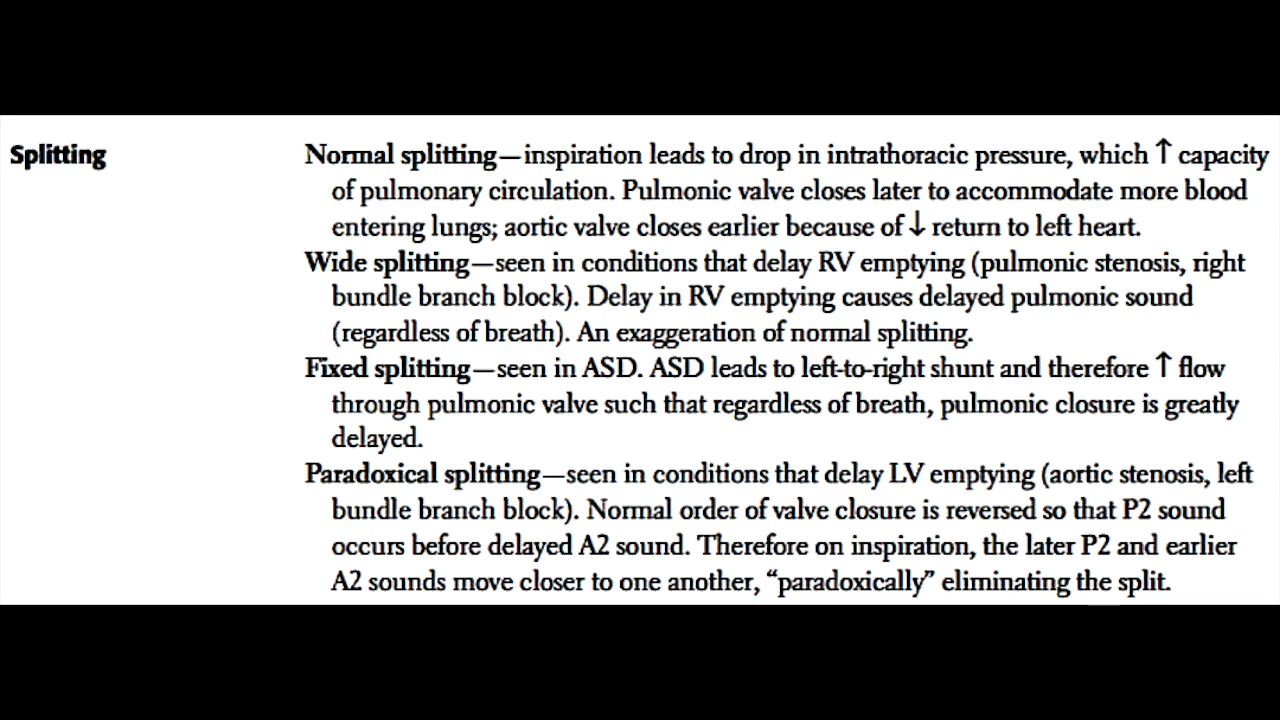 Splitting
Normal splitting—inspiration leads to drop in intrathoracic pressure, which ↑ capacity
of pulmonary circulation. Pulmonic valve closes later to accommodate more blood
entering lungs; aortic valve closes earlier because of ↓ return to left heart.
Wide splitting—seen in conditions that delay RV emptying (pulmonic stenosis, right
bundle branch block). Delay in RV emptying causes delayed pulmonic sound
(regardless of breath). An exaggeration of normal splitting.
Fixed splitting—seen in ASD. ASD leads to left-to-right shunt and therefore ↑ flow
through pulmonic valve such that regardless of breath, pulmonic closure is greatly
delayed.
Paradoxical splitting—seen in conditions that delay LV emptying (aortic stenosis, left
bundle branch block). Normal order of valve closure is reversed so that P2 sound
occurs before delayed A2 sound. Therefore on inspiration, the later P2 and earlier
A2 sounds move closer to one another, “paradoxically” eliminating the split.